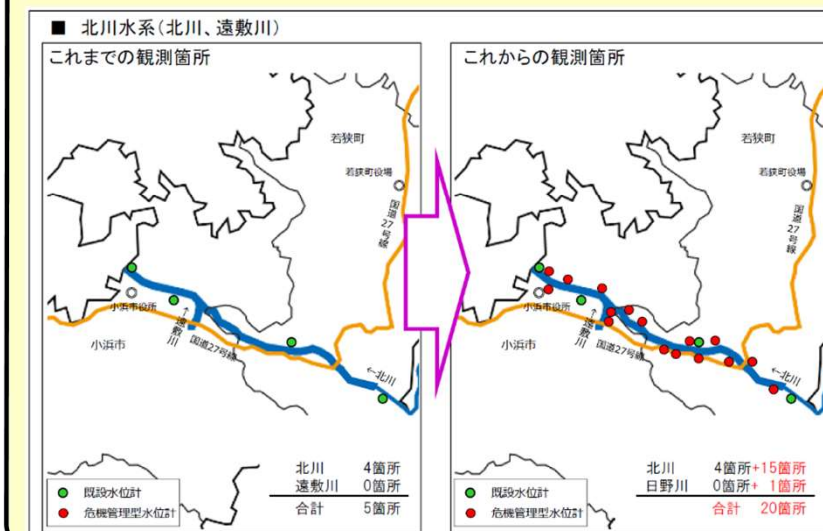 ■ 北川水系(北川、遠敷川)
これまでの観測箇所
若狭町
若狭町役場
国道27号線
小浜市役所
小浜市
↑遠敷川
国道27号線
←北川
● 既設水位計
● 危機管理型水位計
北川 4箇所
遠敷川 0箇所
合計 5箇所
これからの観測箇所
若狭町
若狭町役場
国道27号線
小浜市役所
小浜市
↑遠敷川
国道27号線
←北川
● 既設水位計
● 危機管理型水位計
北川 4箇所+15箇所
日野川 0箇所+ 1箇所
合計 20箇所